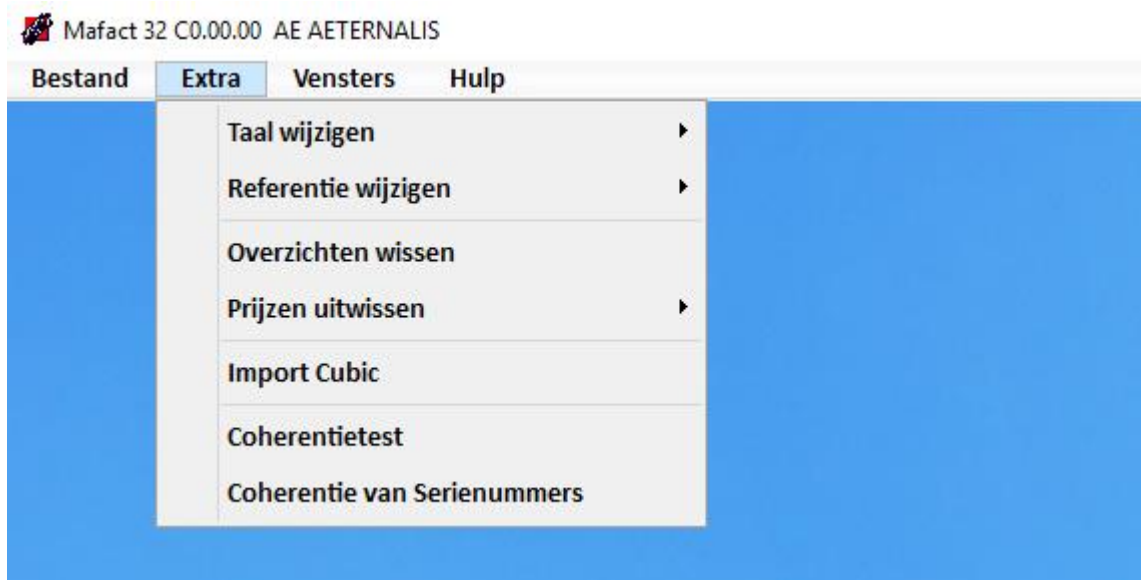 Mafact 32 C0.00.00 AE AETERNALIS
Bestand Extra Vensters Hulp
Taal wijzigen
Referentie wijzigen
Overzichten wissen
Prijzen uitwissen
Import Cubic
Coherentietest
Coherentie van Serienummers